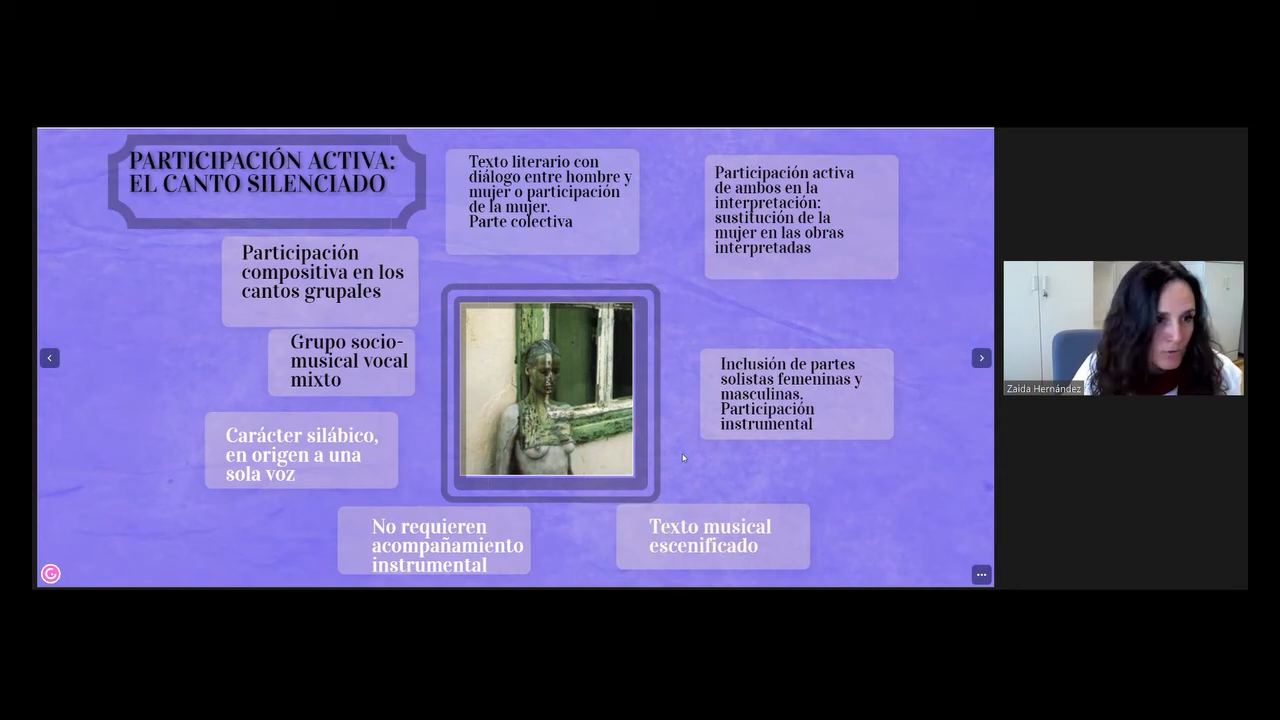 PARTICIPACIÓN ACTIVA:
EL CANTO SILENCIADO
Texto literario con
diálogo entre hombre y
mujer o participación
de la mujer.
Parte colectiva
Participación activa
de ambos en la
interpretación:
sustitución de la
mujer en las obras
interpretadas
Participación
compositiva en los
cantos grupales
Grupo socio-
musical vocal
mixto
Inclusión de partes
solistas femeninas y
masculinas.
Participación
instrumental
Carácter silábico,
en origen a una
sola voz
No requieren
acompañamiento
instrumental
Texto musical
escenificado
Zaida Hernández